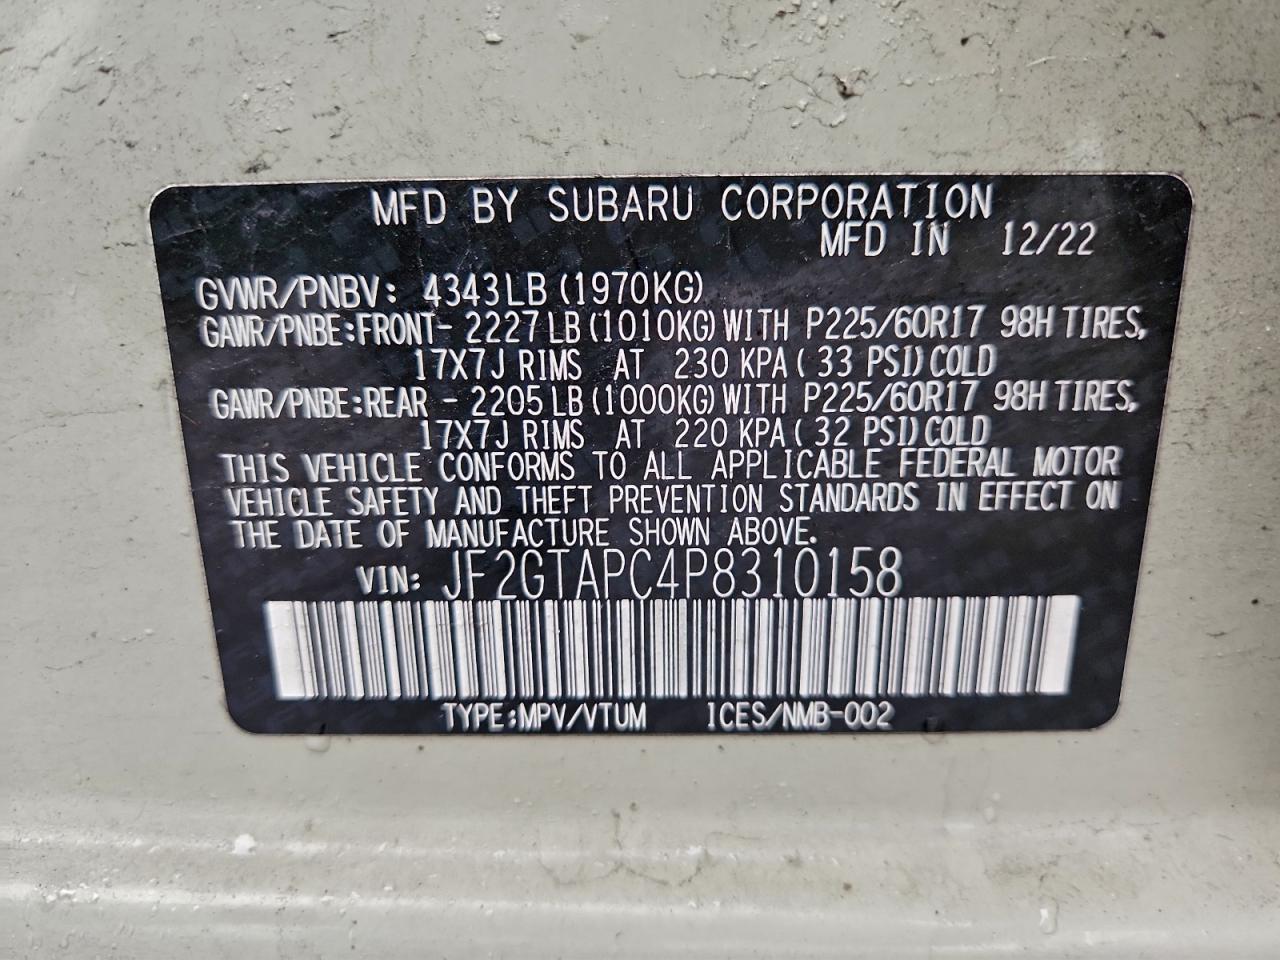 MFD BY SUBARU CORPORATION
MFD IN 12/22
GVWR/PNBV: 4343LB (1970KG)
GAWR/PNBE:FRONT- 2227LB(1010KG)WITH P225/60R17 98H TIRES,
17X7J RIMS AT 230 KPA( 33 PSI)COLD
GAWR/PNBE:REAR - 2205LB(1000KG)WITH P225/60R17 98H TIRES,
17X7J RIMS AT 220 KPA( 32 PSI)COLD
THIS VEHICLE CONFORMS TO ALL APPLICABLE FEDERAL MOTOR
VEHICLE SAFETY AND THEFT PREVENTION STANDARDS IN EFFECT ON
THE DATE OF MANUFACTURE SHOWN ABOVE.
VIN: JF2GTAPC4P8310158
TYPE:MPV/VTUM ICES/NMB-002